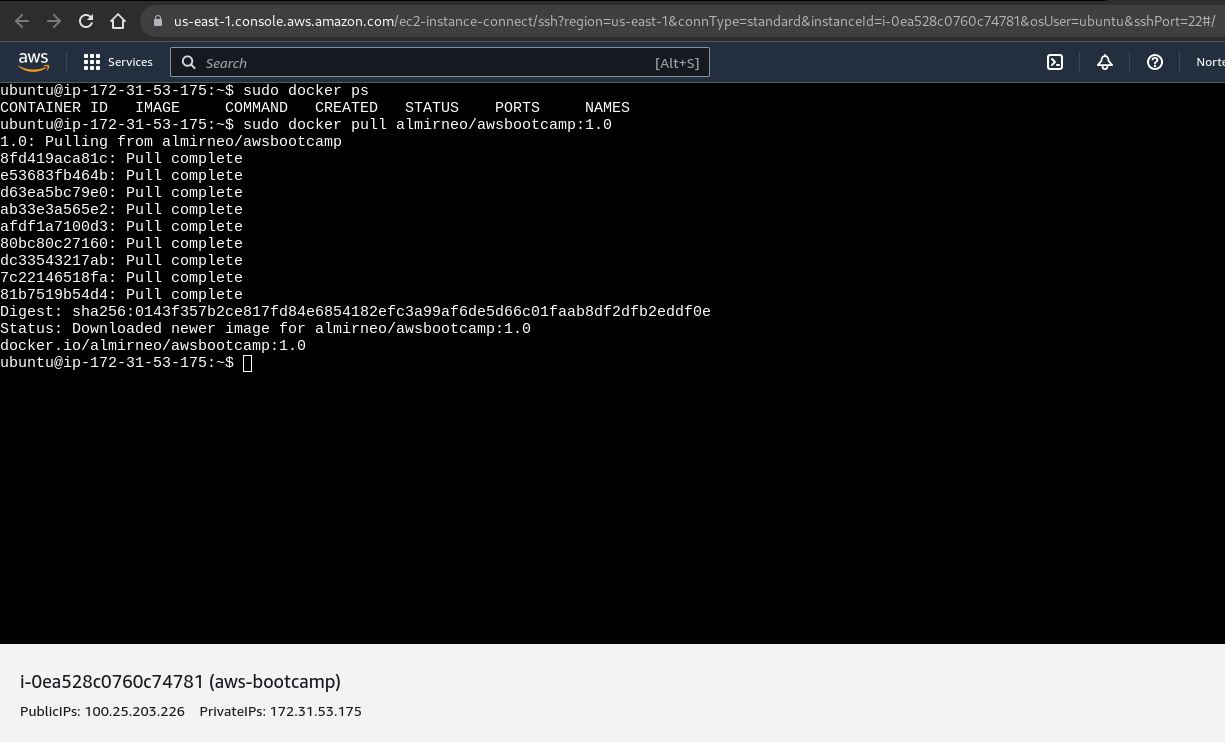 us-east-1.console.aws.amazon.com/ec2-instance-connect/ssh?region=us-east-1&connType=standard&instanceId=i-0ea528c0760c74781&osUser=ubuntu&sshPort=22#/
aws Services Search [Alt+S] Norte
ubuntu@ip-172-31-53-175:~$ sudo docker ps
CONTAINER ID   IMAGE     COMMAND   CREATED   STATUS    PORTS     NAMES
ubuntu@ip-172-31-53-175:~$ sudo docker pull almirneo/awsbootcamp:1.0
1.0: Pulling from almirneo/awsbootcamp
8fd419aca81c: Pull complete
e53683fb464b: Pull complete
d63ea5bc79e0: Pull complete
ab33e3a565e2: Pull complete
afdf1a7100d3: Pull complete
80bc80c27160: Pull complete
dc33543217ab: Pull complete
7c22146518fa: Pull complete
81b7519b54d4: Pull complete
Digest: sha256:0143f357b2ce817fd84e6854182efc3a99af6de5d66c01faab8df2dfb2eddf0e
Status: Downloaded newer image for almirneo/awsbootcamp:1.0
docker.io/almirneo/awsbootcamp:1.0
ubuntu@ip-172-31-53-175:~$
i-0ea528c0760c74781 (aws-bootcamp)
PublicIPs: 100.25.203.226 PrivateIPs: 172.31.53.175